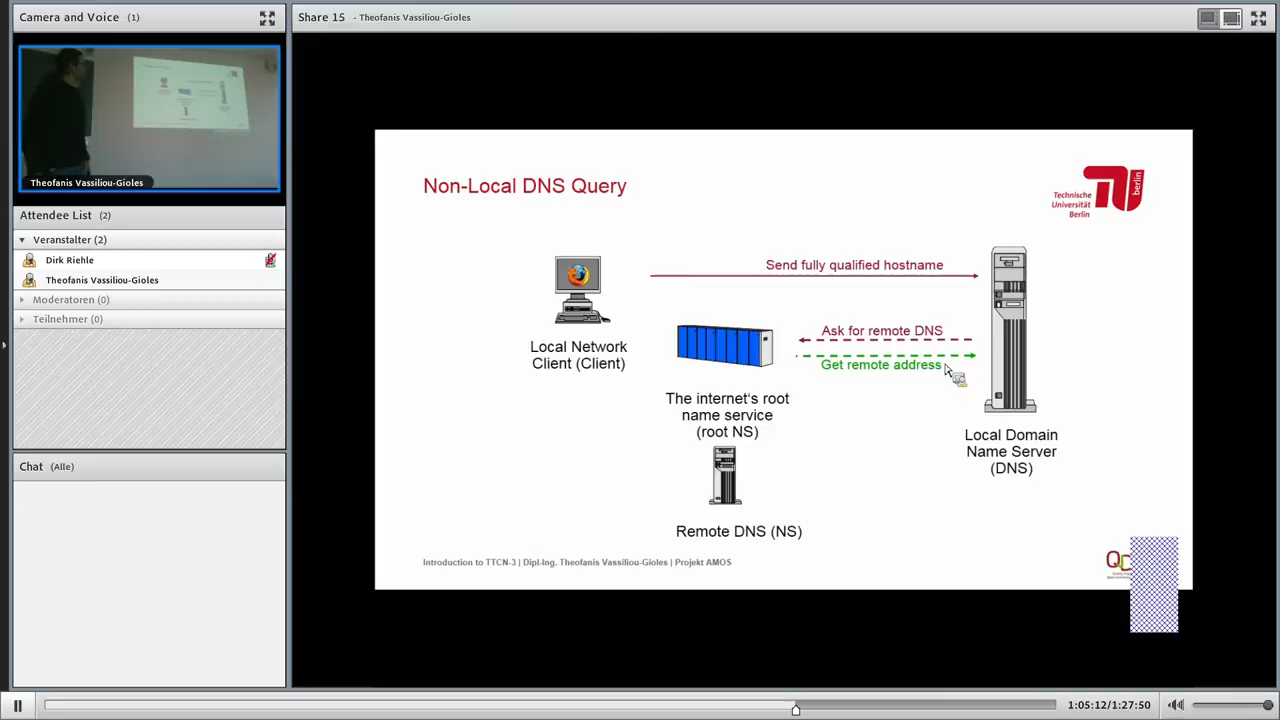 Camera and Voice (1)
Share 15 - Theofanis Vassiliou-Gioles
Theofanis Vassiliou-Gioles
Attendee List (2)
Veranstalter (2)
Dirk Riehle
Theofanis Vassiliou-Gioles
Moderatoren (0)
Teilnehmer (0)
Chat (Alle)
Non-Local DNS Query
Technische
Universität
Berlin
berlin
Send fully qualified hostname
Ask for remote DNS
Get remote address
Local Network
Client (Client)
The internet's root
name service
(root NS)
Local Domain
Name Server
(DNS)
Remote DNS (NS)
Introduction to TTCN-3 | Dipl-Ing. Theofanis Vassiliou-Gioles | Projekt AMOS
1:05:12/1:27:50